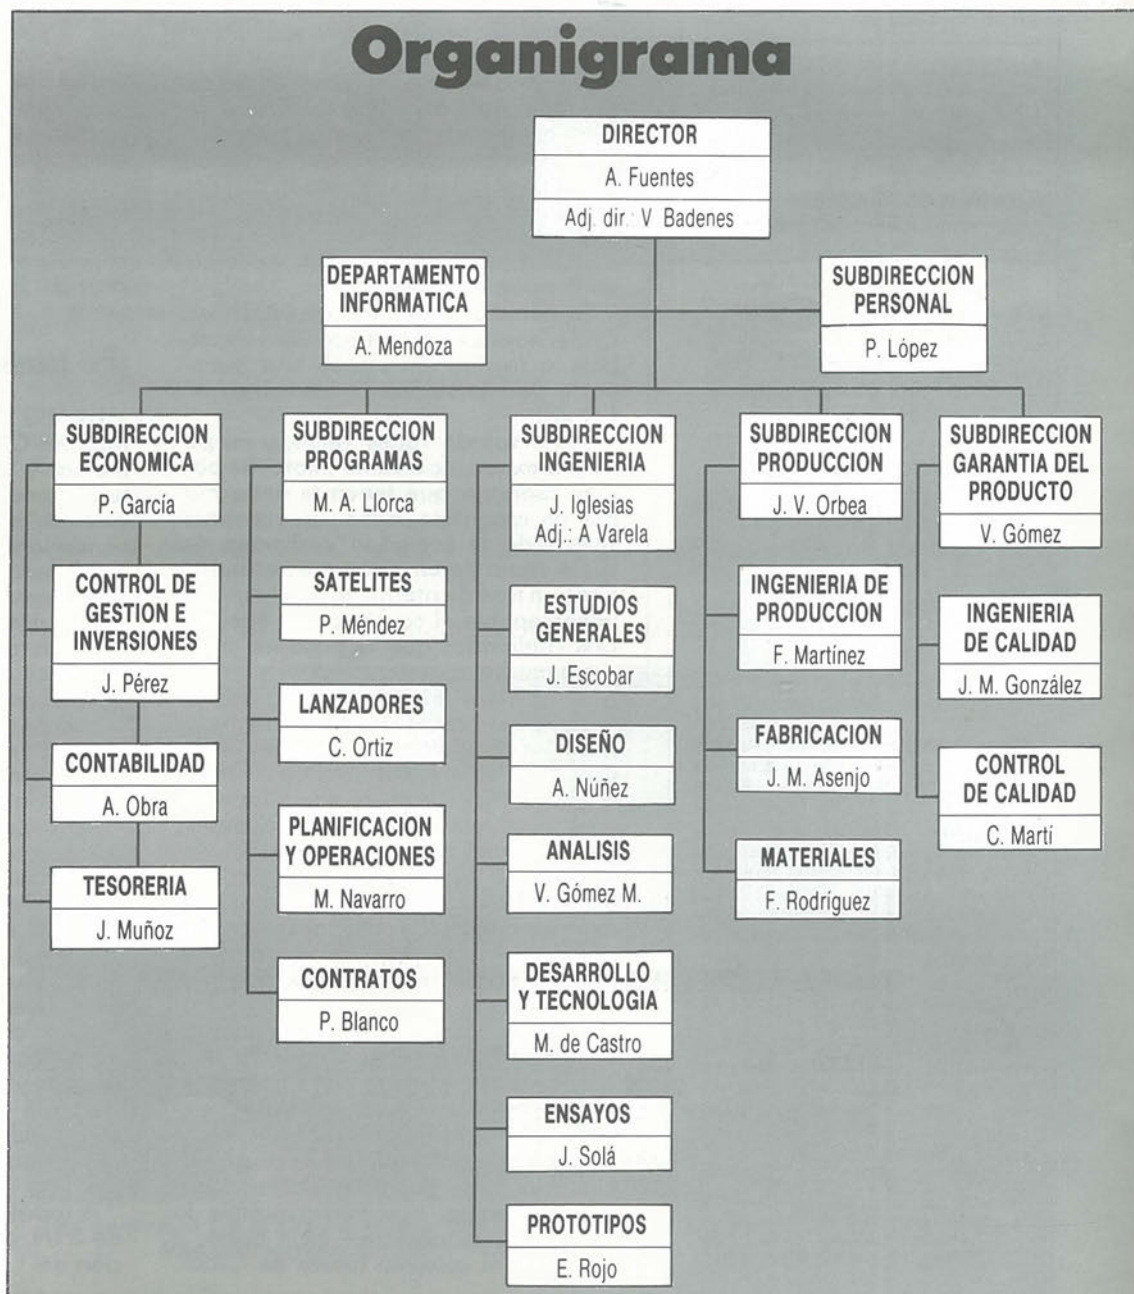 Organigrama
DIRECTOR
A. Fuentes
Adj. dir.: V Badenes
DEPARTAMENTO
INFORMATICA
A. Mendoza
SUBDIRECCION
PERSONAL
P. López
SUBDIRECCION
ECONOMICA
P. García
CONTROL DE
GESTION E
INVERSIONES
J. Pérez
CONTABILIDAD
A. Obra
TESORERIA
J. Muñoz
SUBDIRECCION
PROGRAMAS
M. A. Llorca
SATELITES
P. Méndez
LANZADORES
C. Ortiz
PLANIFICACION
Y OPERACIONES
M. Navarro
CONTRATOS
P. Blanco
SUBDIRECCION
INGENIERIA
J. Iglesias
Adj.: A Varela
ESTUDIOS
GENERALES
J. Escobar
DISEÑO
A. Núñez
ANALISIS
V. Gómez M.
DESARROLLO
Y TECNOLOGIA
M. de Castro
ENSAYOS
J. Solá
PROTOTIPOS
E. Rojo
SUBDIRECCION
PRODUCCION
J. V. Orbea
INGENIERIA DE
PRODUCCION
F. Martínez
FABRICACION
J. M. Asenjo
MATERIALES
F. Rodríguez
SUBDIRECCION
GARANTIA DEL
PRODUCTO
V. Gómez
INGENIERIA
DE CALIDAD
J. M. González
CONTROL
DE CALIDAD
C. Martí